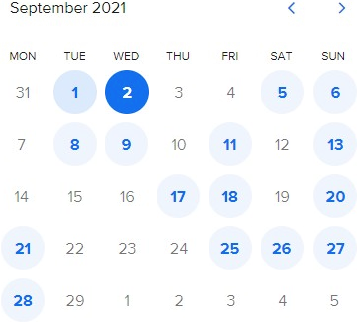 September 2021
MON TUE WED THU FRI SAT SUN
31 1 2 3 4 5 6
7 8 9 10 11 12 13
14 15 16 17 18 19 20
21 22 23 24 25 26 27
28 29 1 2 3 4 5